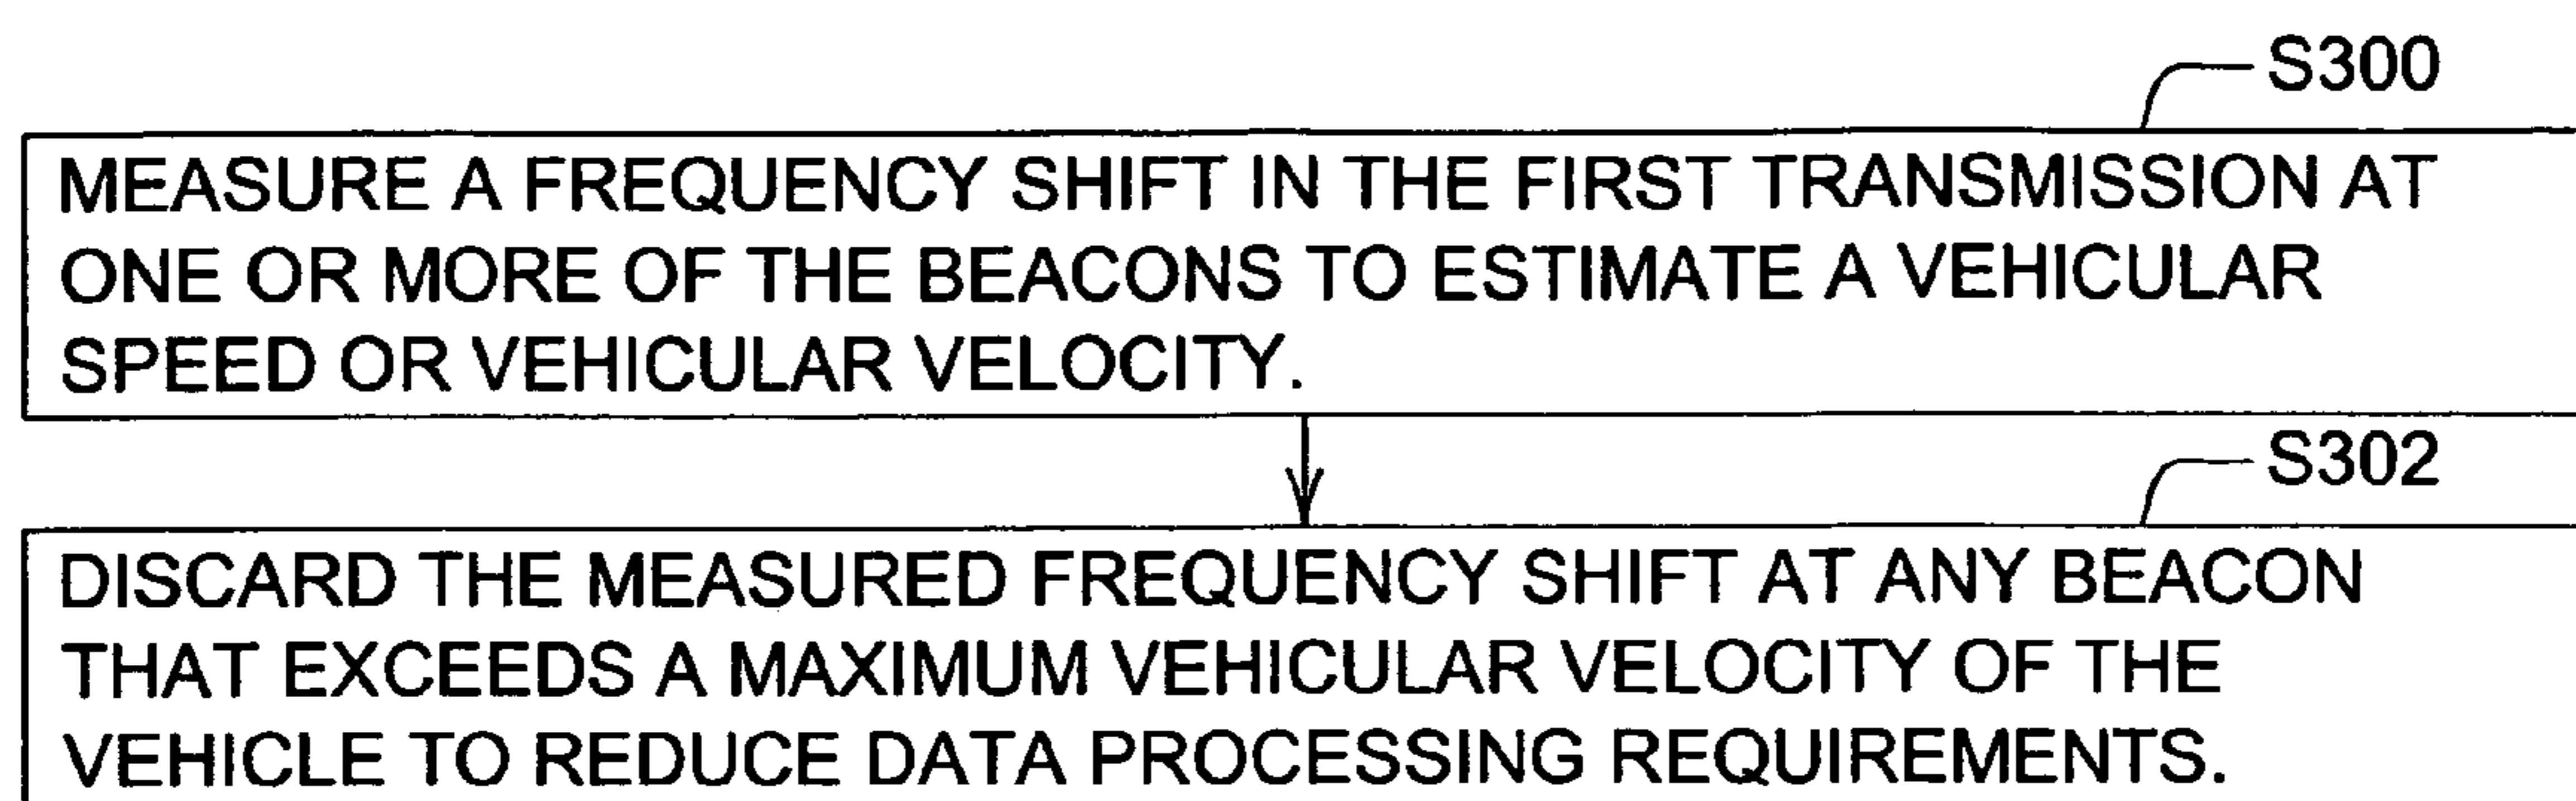 S300
MEASURE A FREQUENCY SHIFT IN THE FIRST TRANSMISSION AT
ONE OR MORE OF THE BEACONS TO ESTIMATE A VEHICULAR
SPEED OR VEHICULAR VELOCITY.
S302
DISCARD THE MEASURED FREQUENCY SHIFT AT ANY BEACON
THAT EXCEEDS A MAXIMUM VEHICULAR VELOCITY OF THE
VEHICLE TO REDUCE DATA PROCESSING REQUIREMENTS.